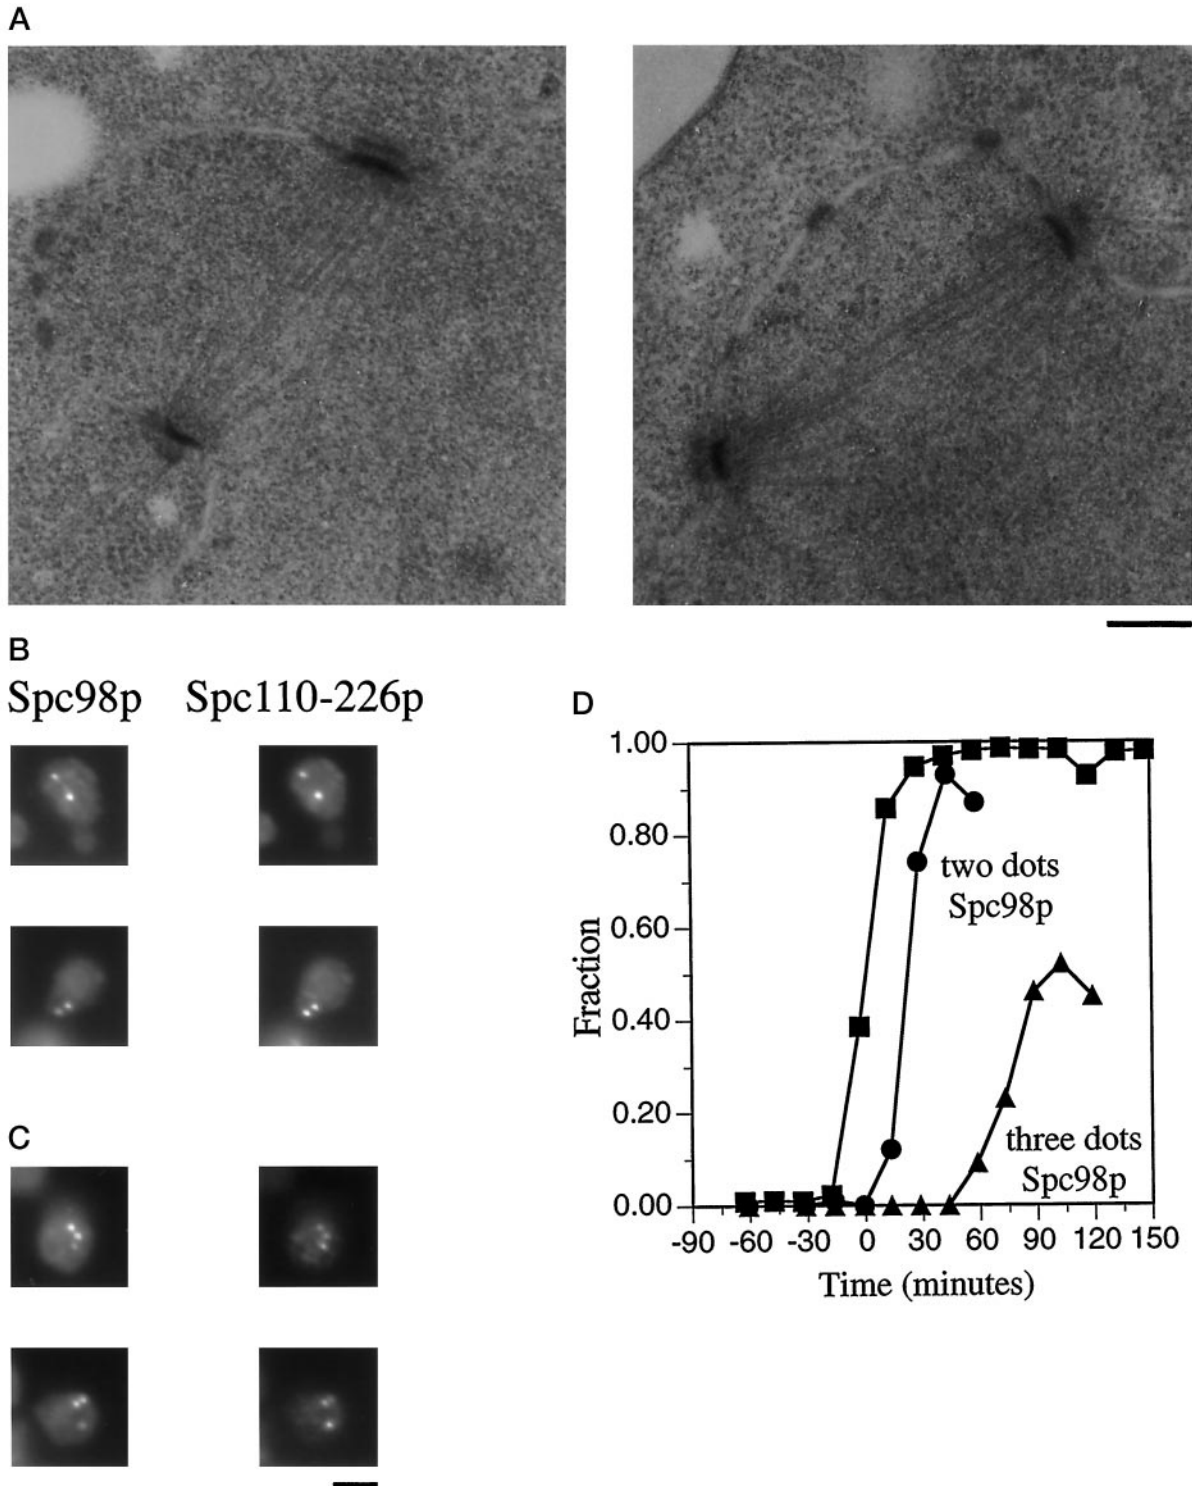 A
B
Spc98p Spc110-226p
C
D
1.00
0.80
0.60
0.40
0.20
0.00
Fraction
two dots
Spc98p
three dots
Spc98p
-90 -60 -30 0 30 60 90 120 150
Time (minutes)